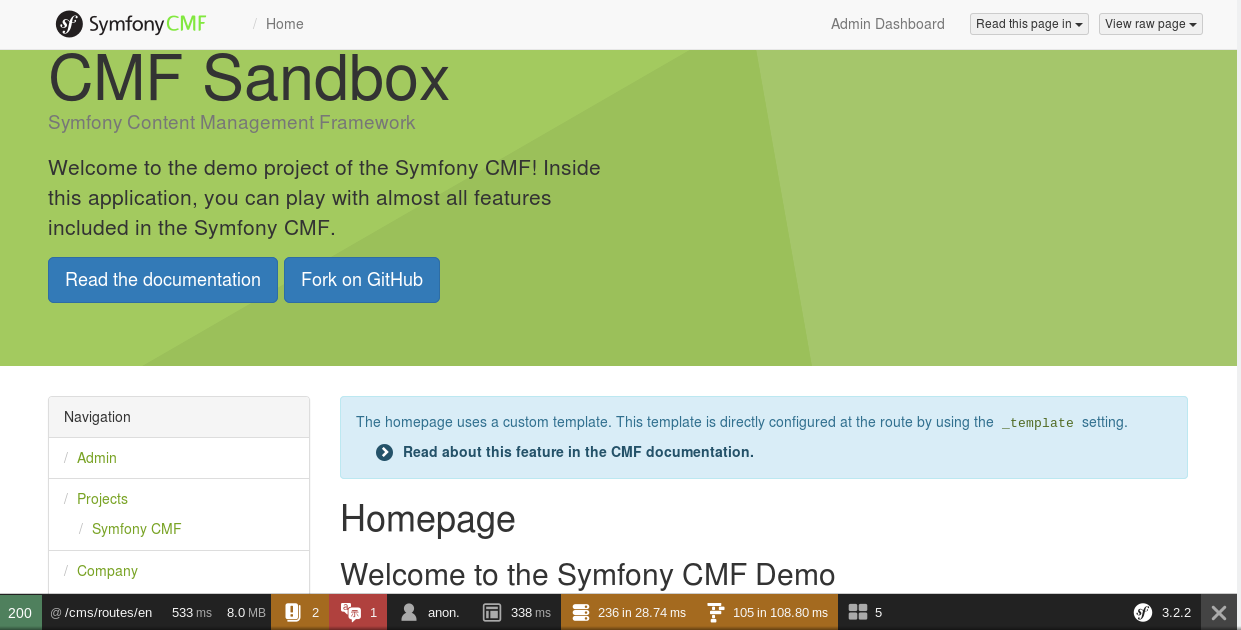 sf Symfony CMF / Home Admin Dashboard Read this page in View raw page
CMF Sandbox
Symfony Content Management Framework
Welcome to the demo project of the Symfony CMF! Inside
this application, you can play with almost all features
included in the Symfony CMF.
Read the documentation Fork on GitHub
Navigation
/ Admin
/ Projects
/ Symfony CMF
/ Company
The homepage uses a custom template. This template is directly configured at the route by using the _template setting.
Read about this feature in the CMF documentation.
Homepage
Welcome to the Symfony CMF Demo
200 @ /cms/routes/en 533 ms 8.0 MB 2 1 anon. 338 ms 236 in 28.74 ms 105 in 108.80 ms 5 sf 3.2.2